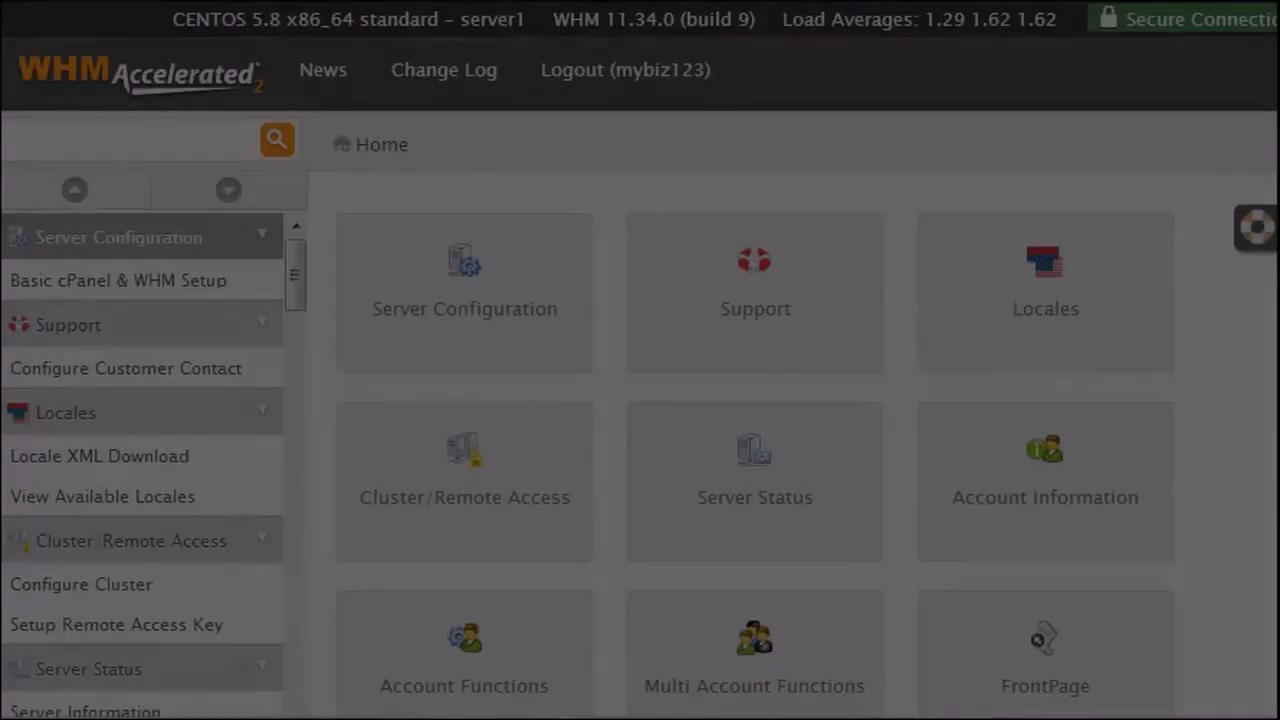 CENTOS 5.8 x86_64 standard – server1 WHM 11.34.0 (build 9) Load Averages: 1.29 1.62 1.62 Secure
WHM Accelerated 2 News Change Log Logout (mybiz123)
Home
Server Configuration
Basic cPanel & WHM Setup
Support
Configure Customer Contact
Locales
Locale XML Download
View Available Locales
Cluster/Remote Access
Configure Cluster
Setup Remote Access Key
Server Status
Server Information
Server Configuration Support Locales
Cluster/Remote Access Server Status Account Information
Account Functions Multi Account Functions FrontPage